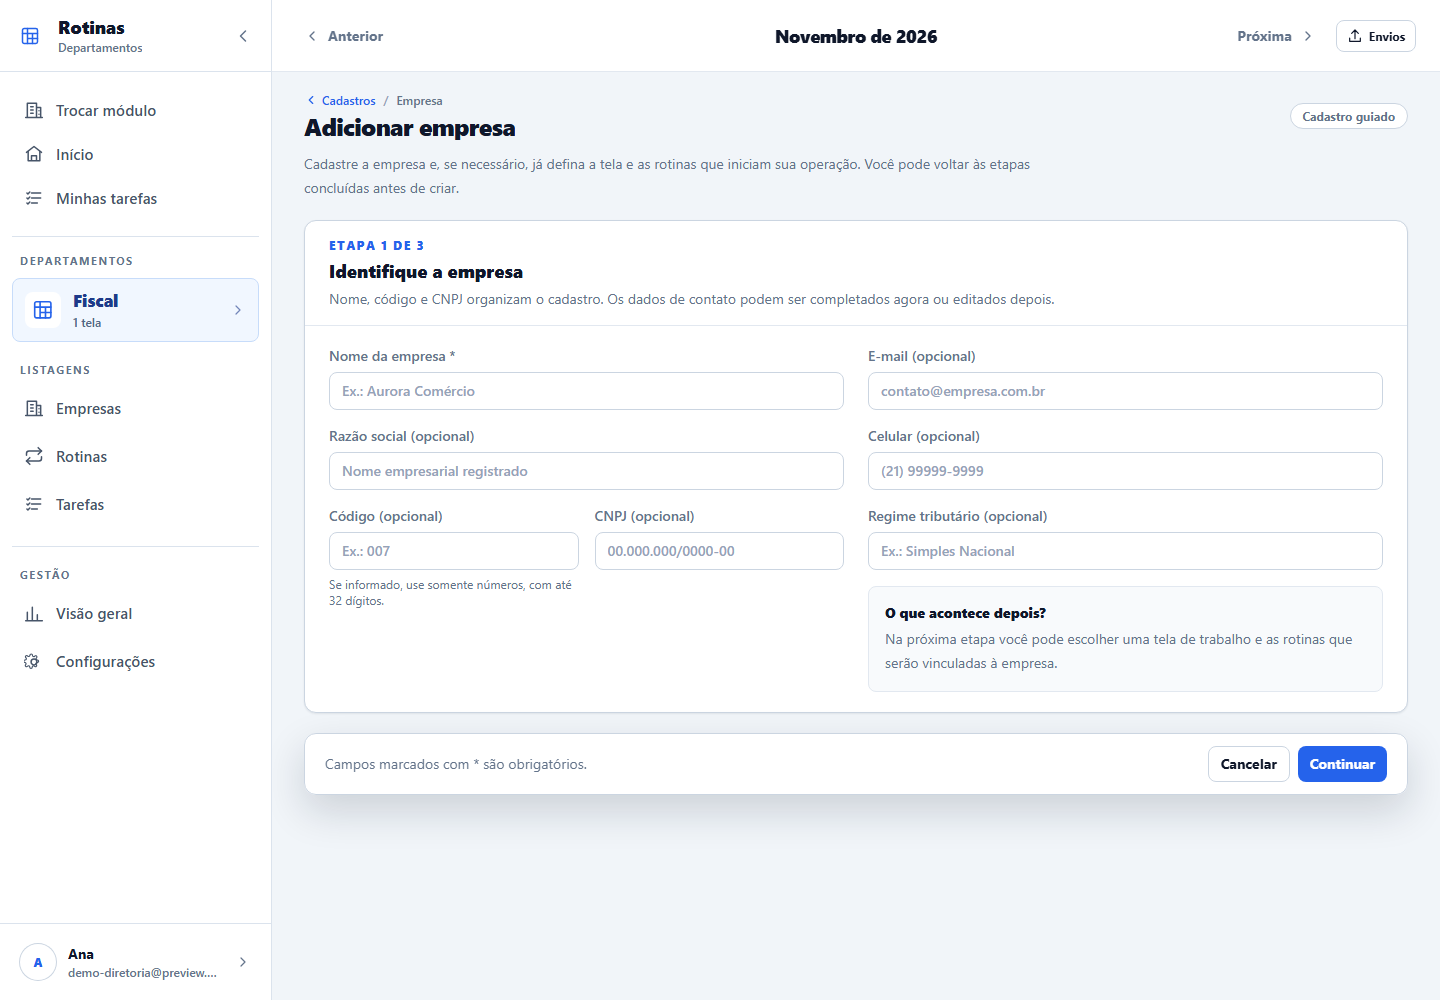 Rotinas
Departamentos
Trocar módulo
Início
Minhas tarefas
DEPARTAMENTOS
Fiscal
1 tela
LISTAGENS
Empresas
Rotinas
Tarefas
GESTÃO
Visão geral
Configurações
A
Ana
demo-diretoria@preview....
Anterior
Novembro de 2026
Próxima
Envios
Cadastros / Empresa
Adicionar empresa
Cadastro guiado
Cadastre a empresa e, se necessário, já defina a tela e as rotinas que iniciam sua operação. Você pode voltar às etapas
concluídas antes de criar.
ETAPA 1 DE 3
Identifique a empresa
Nome, código e CNPJ organizam o cadastro. Os dados de contato podem ser completados agora ou editados depois.
Nome da empresa *
Ex.: Aurora Comércio
Razão social (opcional)
Nome empresarial registrado
Código (opcional)
Ex.: 007
Se informado, use somente números, com até
32 dígitos.
CNPJ (opcional)
00.000.000/0000-00
E-mail (opcional)
contato@empresa.com.br
Celular (opcional)
(21) 99999-9999
Regime tributário (opcional)
Ex.: Simples Nacional
O que acontece depois?
Na próxima etapa você pode escolher uma tela de trabalho e as rotinas que
serão vinculadas à empresa.
Campos marcados com * são obrigatórios.
Cancelar
Continuar